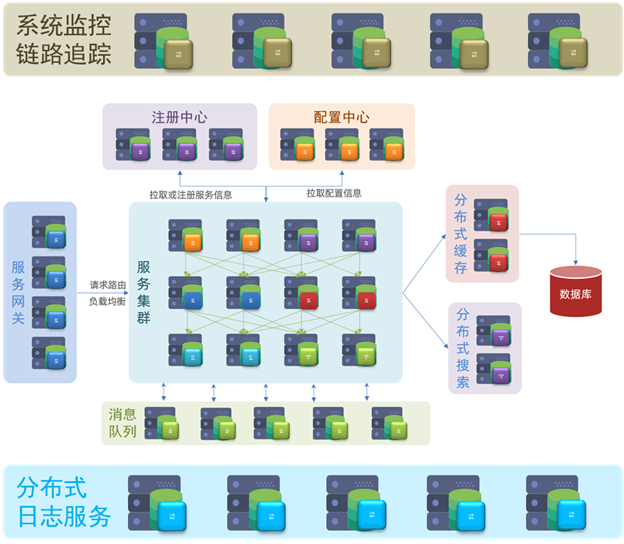 系统监控
链路追踪
注册中心
配置中心
拉取或注册服务信息
拉取配置信息
服务网关
请求路由
负载均衡
服务集群
分布式缓存
数据库
分布式搜索
消息
队列
分布式
日志服务